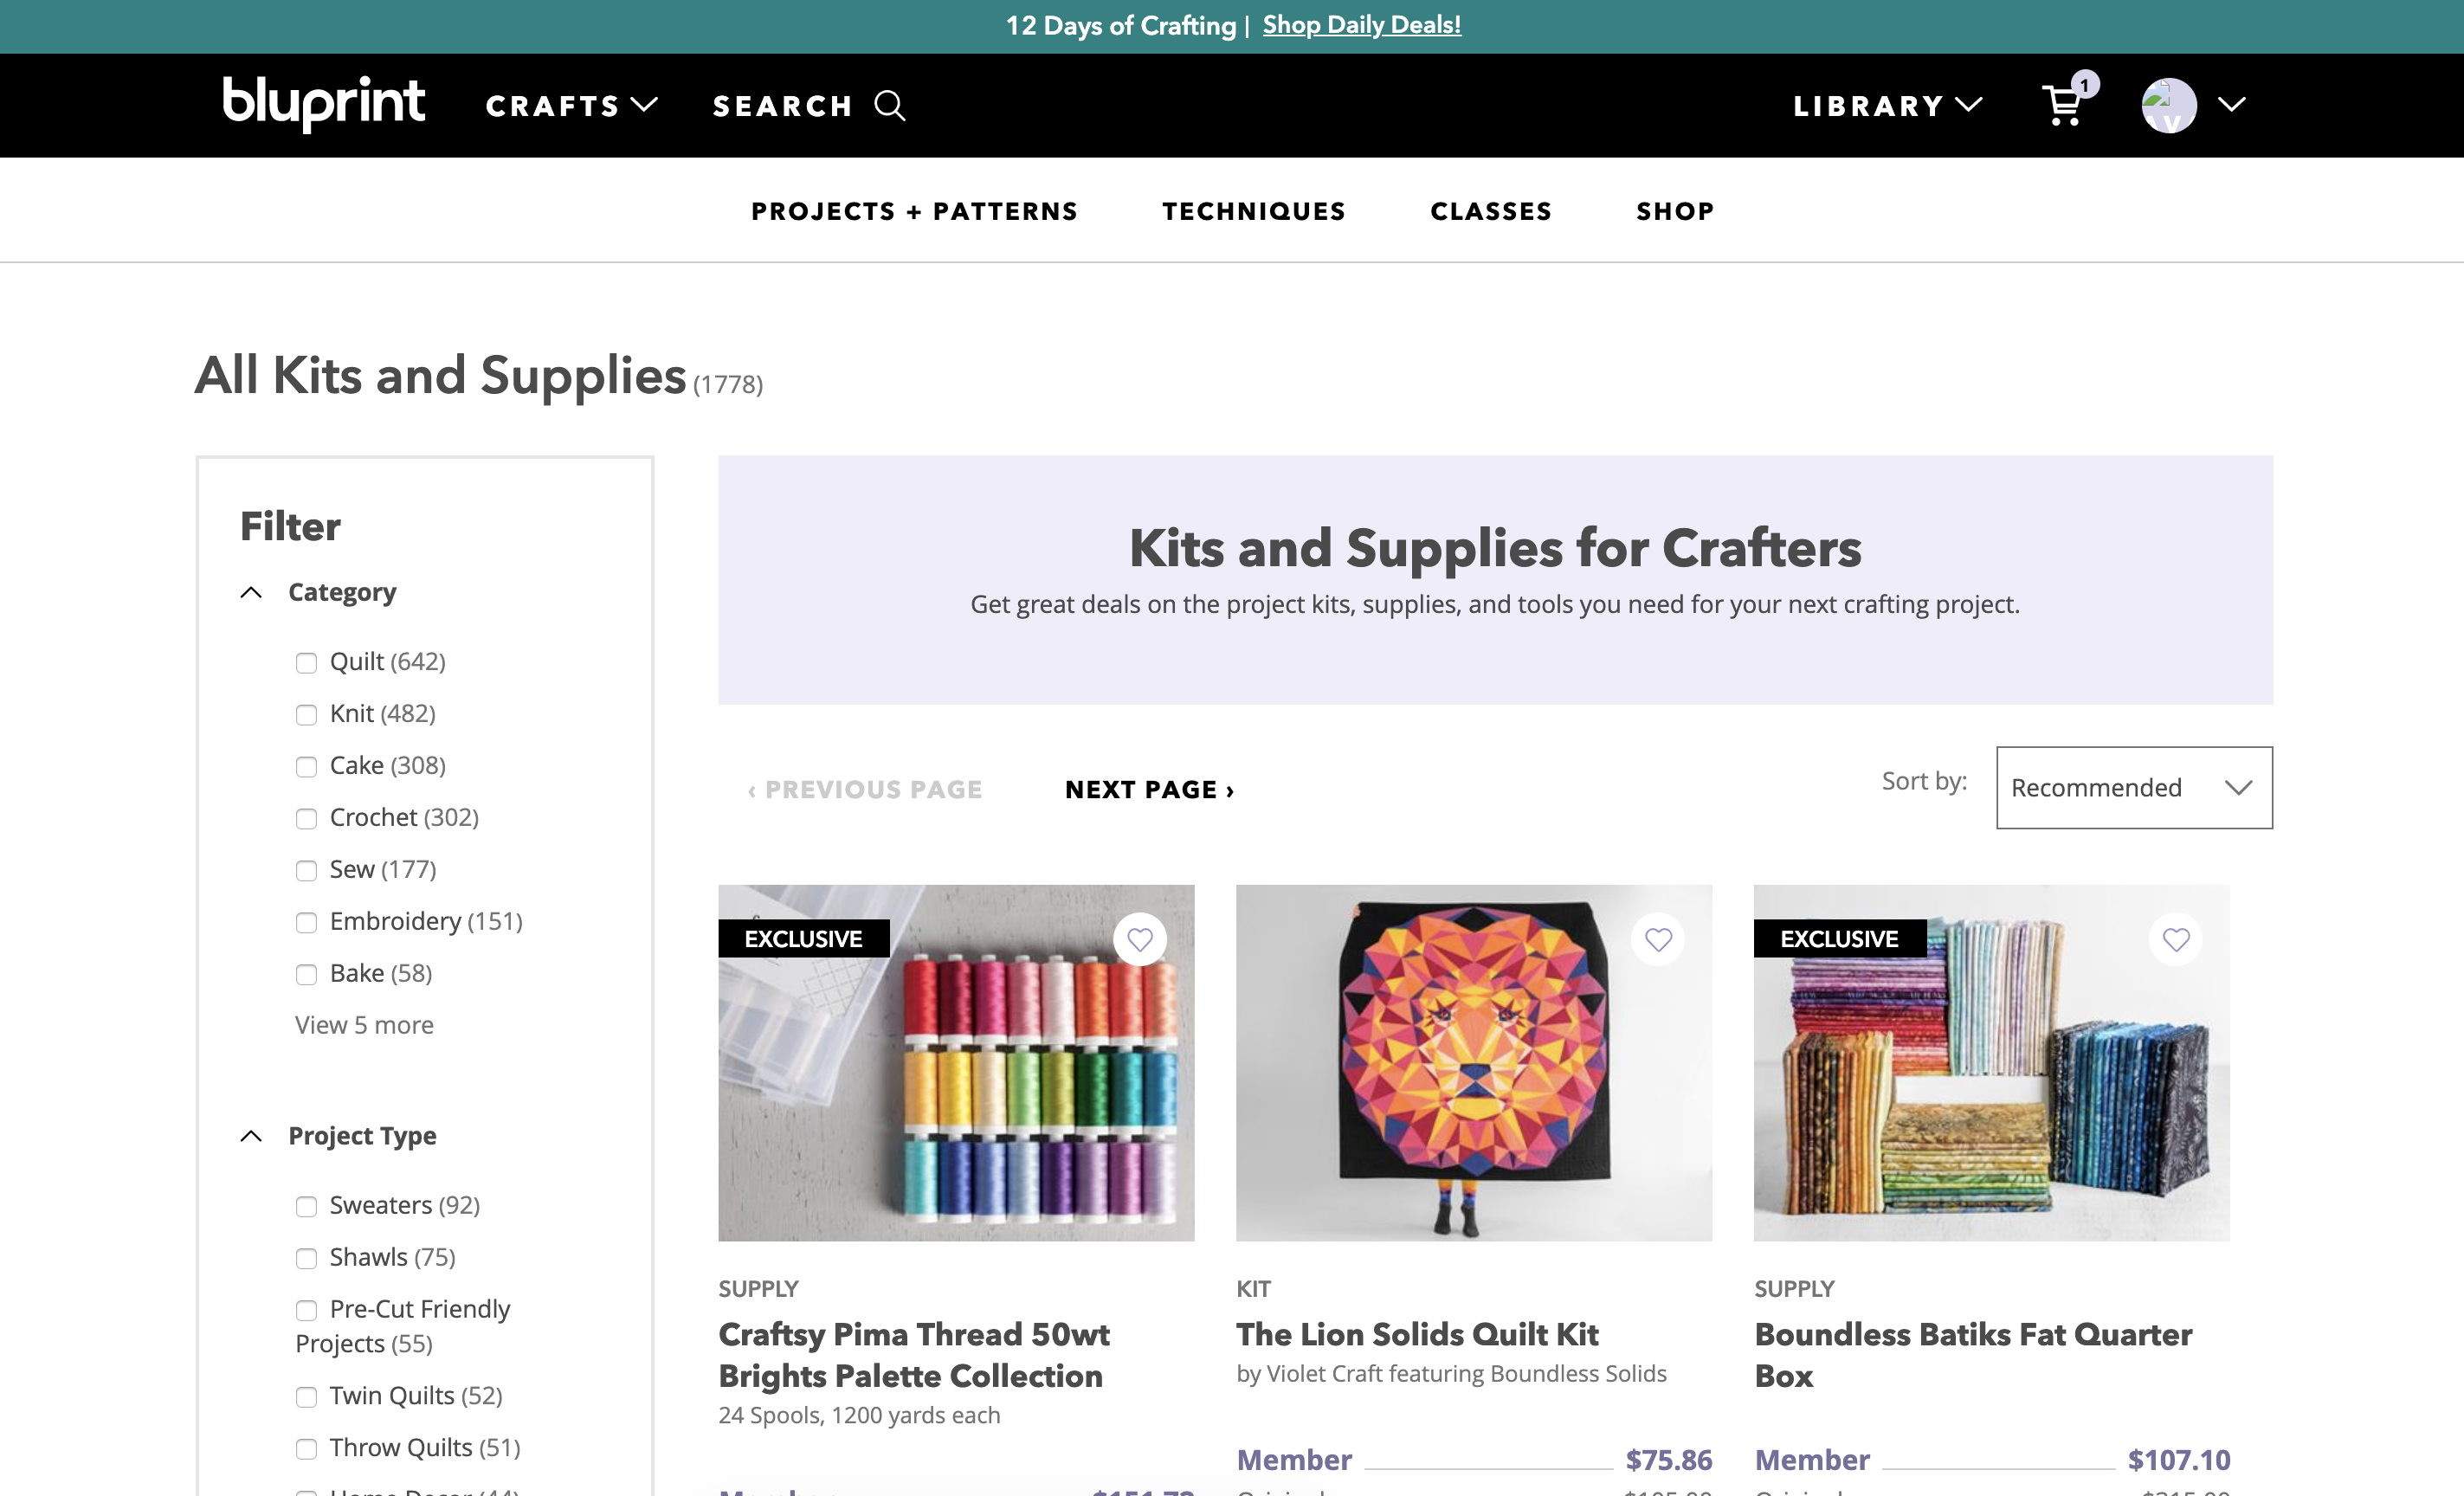 12 Days of Crafting | Shop Daily Deals!
bluprint CRAFTS SEARCH LIBRARY 1
PROJECTS + PATTERNS TECHNIQUES CLASSES SHOP
All Kits and Supplies (1778)
Filter
Category
Quilt (642)
Knit (482)
Cake (308)
Crochet (302)
Sew (177)
Embroidery (151)
Bake (58)
View 5 more
Project Type
Sweaters (92)
Shawls (75)
Pre-Cut Friendly
Projects (55)
Twin Quilts (52)
Throw Quilts (51)
Home Decor (44)
Kits and Supplies for Crafters
Get great deals on the project kits, supplies, and tools you need for your next crafting project.
‹ PREVIOUS PAGE NEXT PAGE ›
Sort by: Recommended
EXCLUSIVE
SUPPLY
Craftsy Pima Thread 50wt
Brights Palette Collection
24 Spools, 1200 yards each
Member
KIT
The Lion Solids Quilt Kit
by Violet Craft featuring Boundless Solids
Member $75.86
Original
EXCLUSIVE
SUPPLY
Boundless Batiks Fat Quarter
Box
Member $107.10
Original